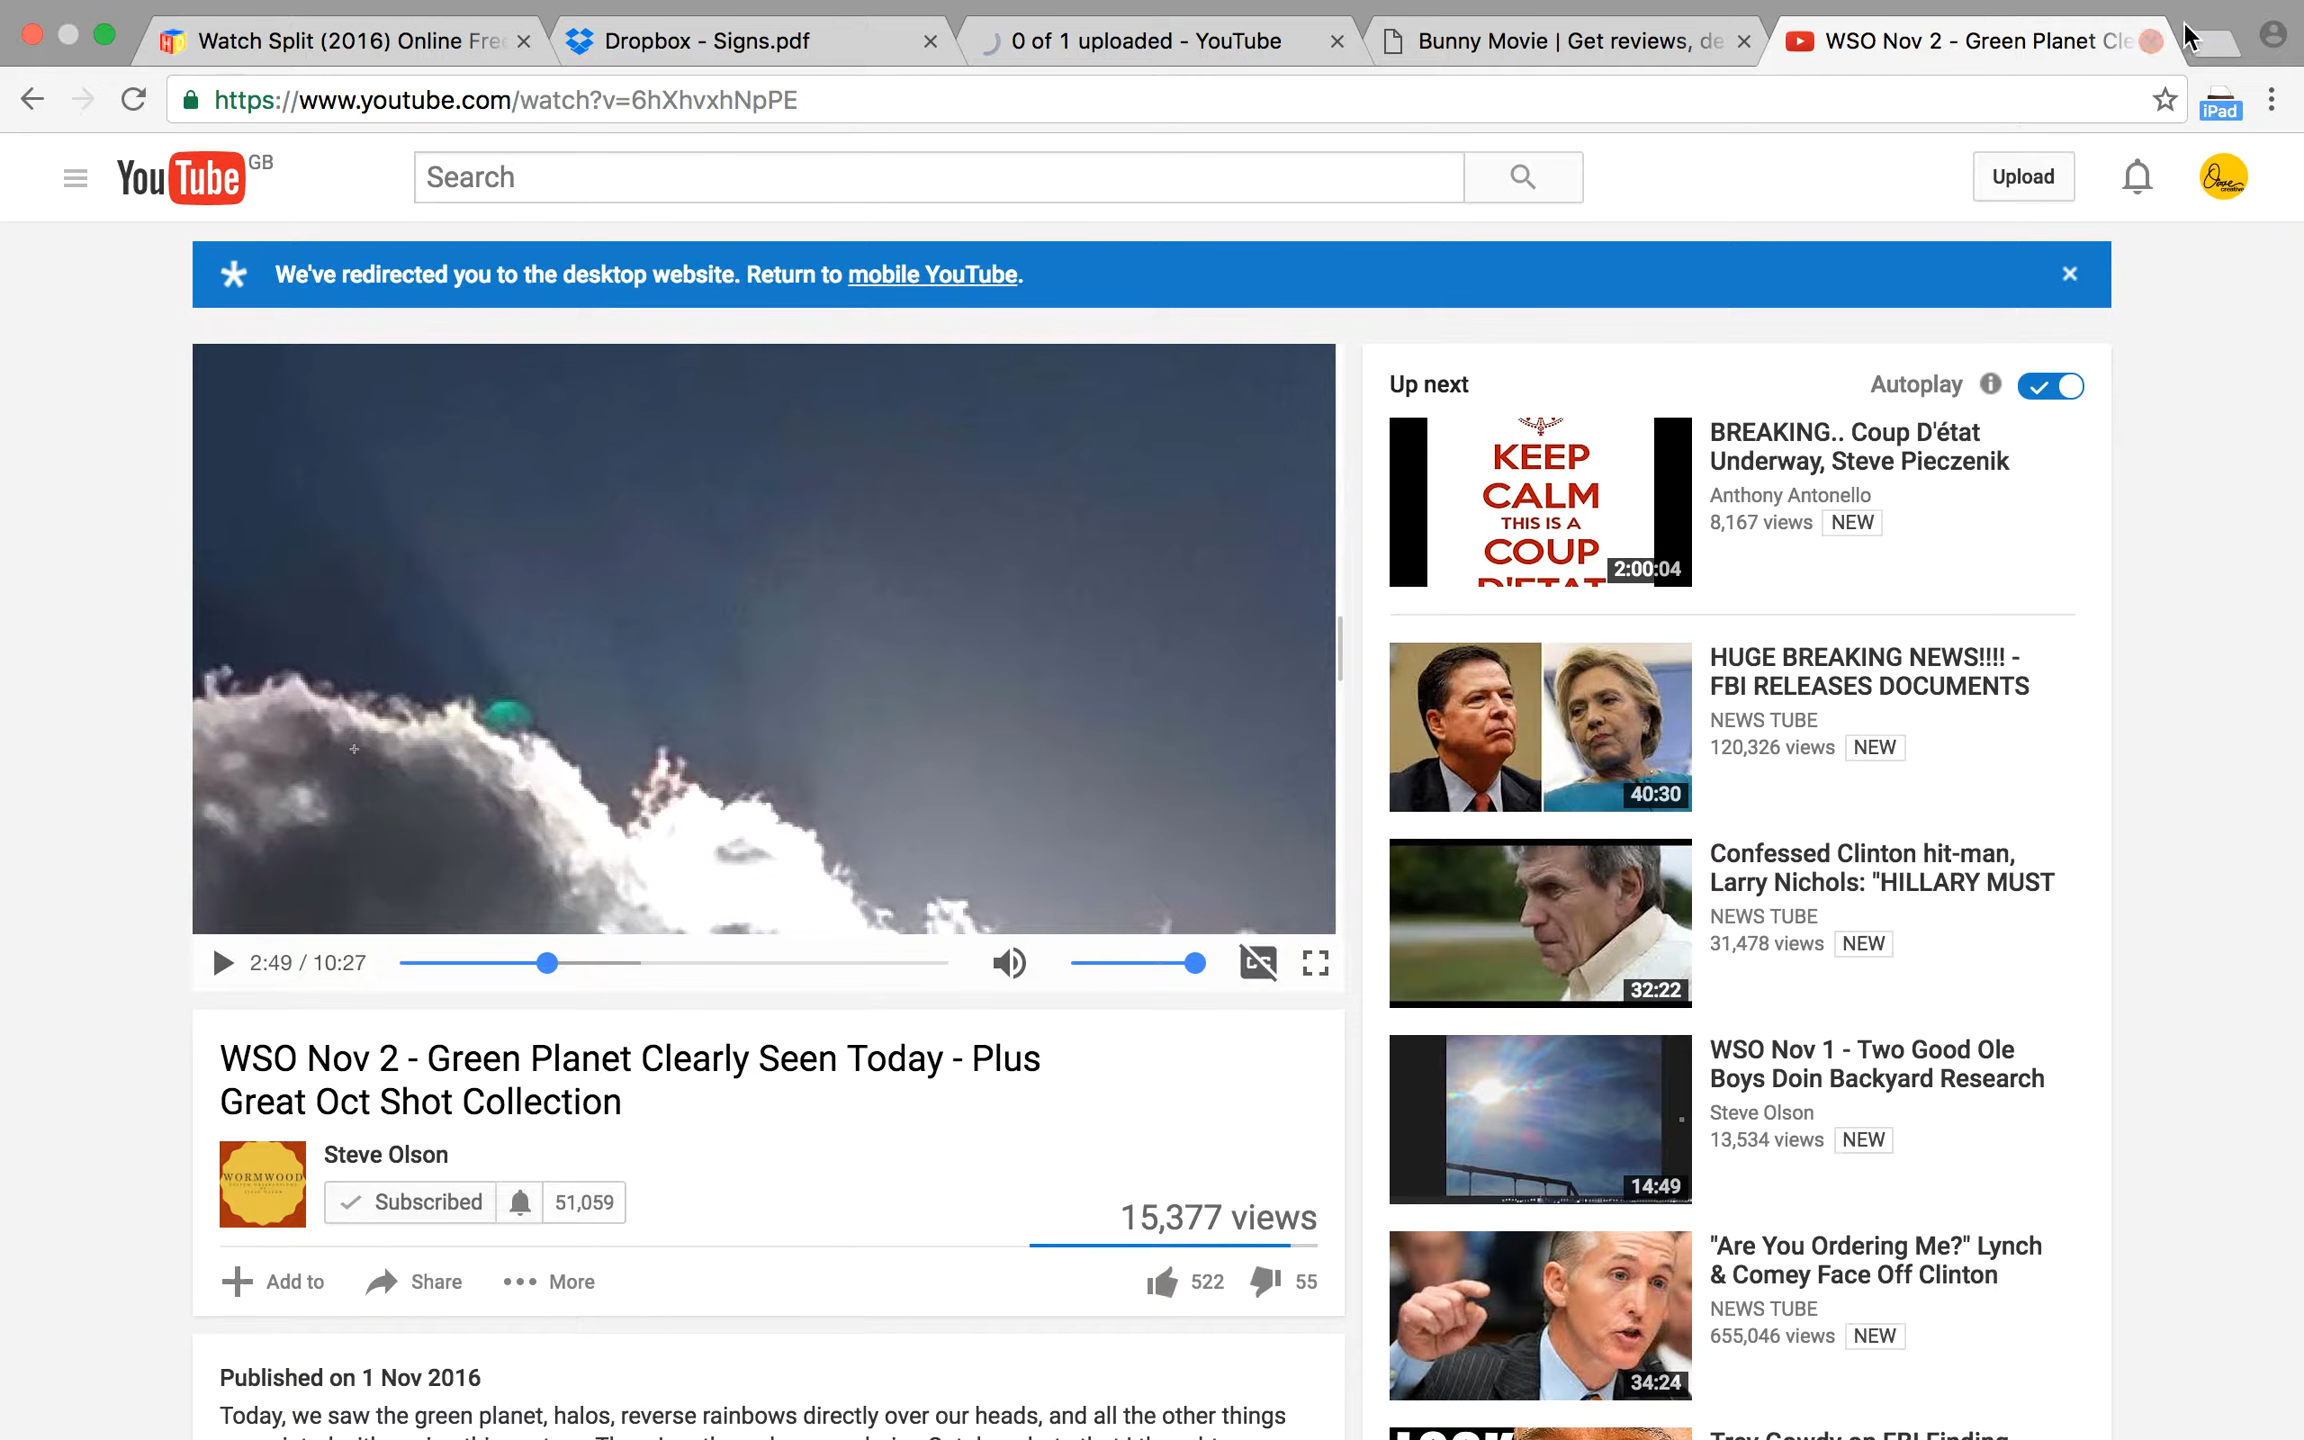 Watch Split (2016) Online Free
Dropbox - Signs.pdf
0 of 1 uploaded - YouTube
Bunny Movie | Get reviews, de
WSO Nov 2 - Green Planet Cle
https://www.youtube.com/watch?v=6hXhvxhNpPE
iPad
YouTube GB
Search
Upload
We've redirected you to the desktop website. Return to mobile YouTube.
Up next
Autoplay
KEEP
CALM
THIS IS A
COUP
D'ETAT
2:00:04
BREAKING.. Coup D'état
Underway, Steve Pieczenik
Anthony Antonello
8,167 views NEW
40:30
HUGE BREAKING NEWS!!!! -
FBI RELEASES DOCUMENTS
NEWS TUBE
120,326 views NEW
32:22
Confessed Clinton hit-man,
Larry Nichols: "HILLARY MUST
NEWS TUBE
31,478 views NEW
14:49
WSO Nov 1 - Two Good Ole
Boys Doin Backyard Research
Steve Olson
13,534 views NEW
34:24
"Are You Ordering Me?" Lynch
& Comey Face Off Clinton
NEWS TUBE
655,046 views NEW
Trey Gowdy on FBI Finding
2:49 / 10:27
WSO Nov 2 - Green Planet Clearly Seen Today - Plus
Great Oct Shot Collection
WORMWOOD
Steve Olson
Subscribed 51,059
15,377 views
Add to Share More
522 55
Published on 1 Nov 2016
Today, we saw the green planet, halos, reverse rainbows directly over our heads, and all the other things